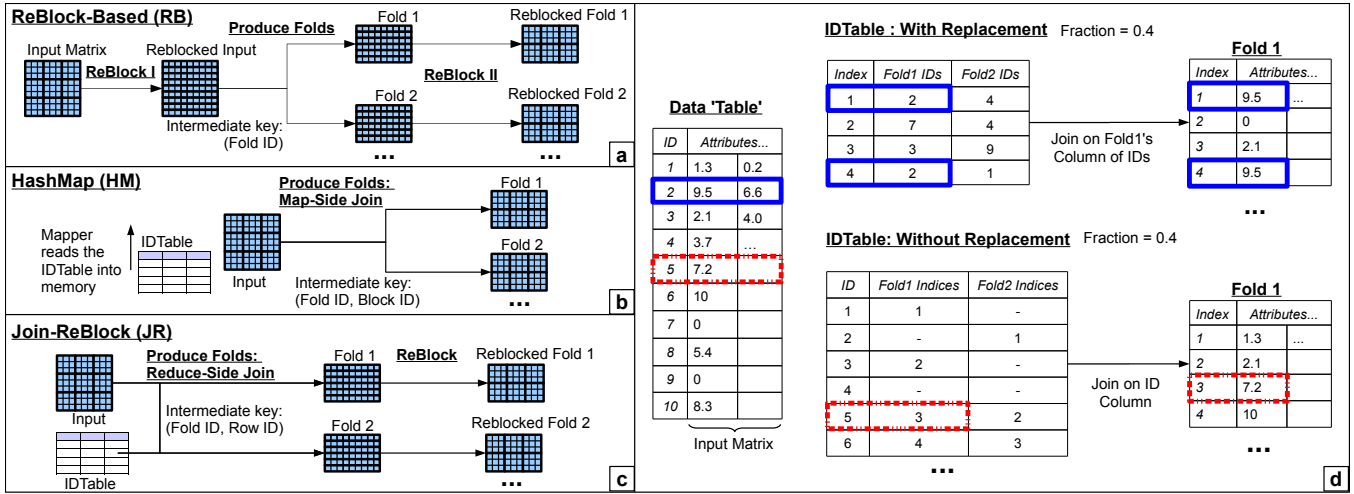 ReBlock-Based (RB)
Input Matrix
ReBlock I
Reblocked Input
Produce Folds
Intermediate key:
(Fold ID)
Fold 1
Fold 2
...
ReBlock II
Reblocked Fold 1
Reblocked Fold 2
...
a
HashMap (HM)
Mapper
reads the
IDTable into
memory
IDTable
Input
Produce Folds:
Map-Side Join
Intermediate key:
(Fold ID, Block ID)
Fold 1
Fold 2
...
b
Join-ReBlock (JR)
Input
IDTable
Produce Folds:
Reduce-Side Join
Intermediate key:
(Fold ID, Row ID)
Fold 1
Fold 2
ReBlock
Reblocked Fold 1
Reblocked Fold 2
...
c
Data 'Table'
ID Attributes...
1 1.3 0.2
2 9.5 6.6
3 2.1 4.0
4 3.7 ...
5 7.2
6 10
7 0
8 5.4
9 0
10 8.3
Input Matrix
IDTable : With Replacement Fraction = 0.4
Index Fold1 IDs Fold2 IDs
1 2 4
2 7 4
3 3 9
4 2 1
Join on Fold1's
Column of IDs
Fold 1
Index Attributes...
1 9.5 ...
2 0
3 2.1
4 9.5
...
IDTable: Without Replacement Fraction = 0.4
ID Fold1 Indices Fold2 Indices
1 1 -
2 - 1
3 2 -
4 - -
5 3 2
6 4 3
...
Join on ID
Column
Fold 1
Index Attributes...
1 1.3 ...
2 2.1
3 7.2
4 10
...
d